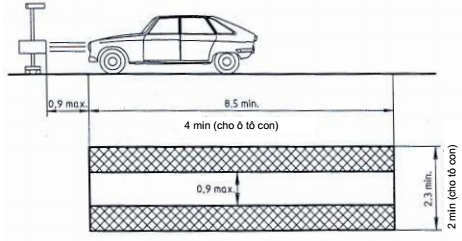 0,9 max.
8.5 min.
4 min (cho ô tô con)
0,9 max.
2,3 min.
2 min (cho tô con)